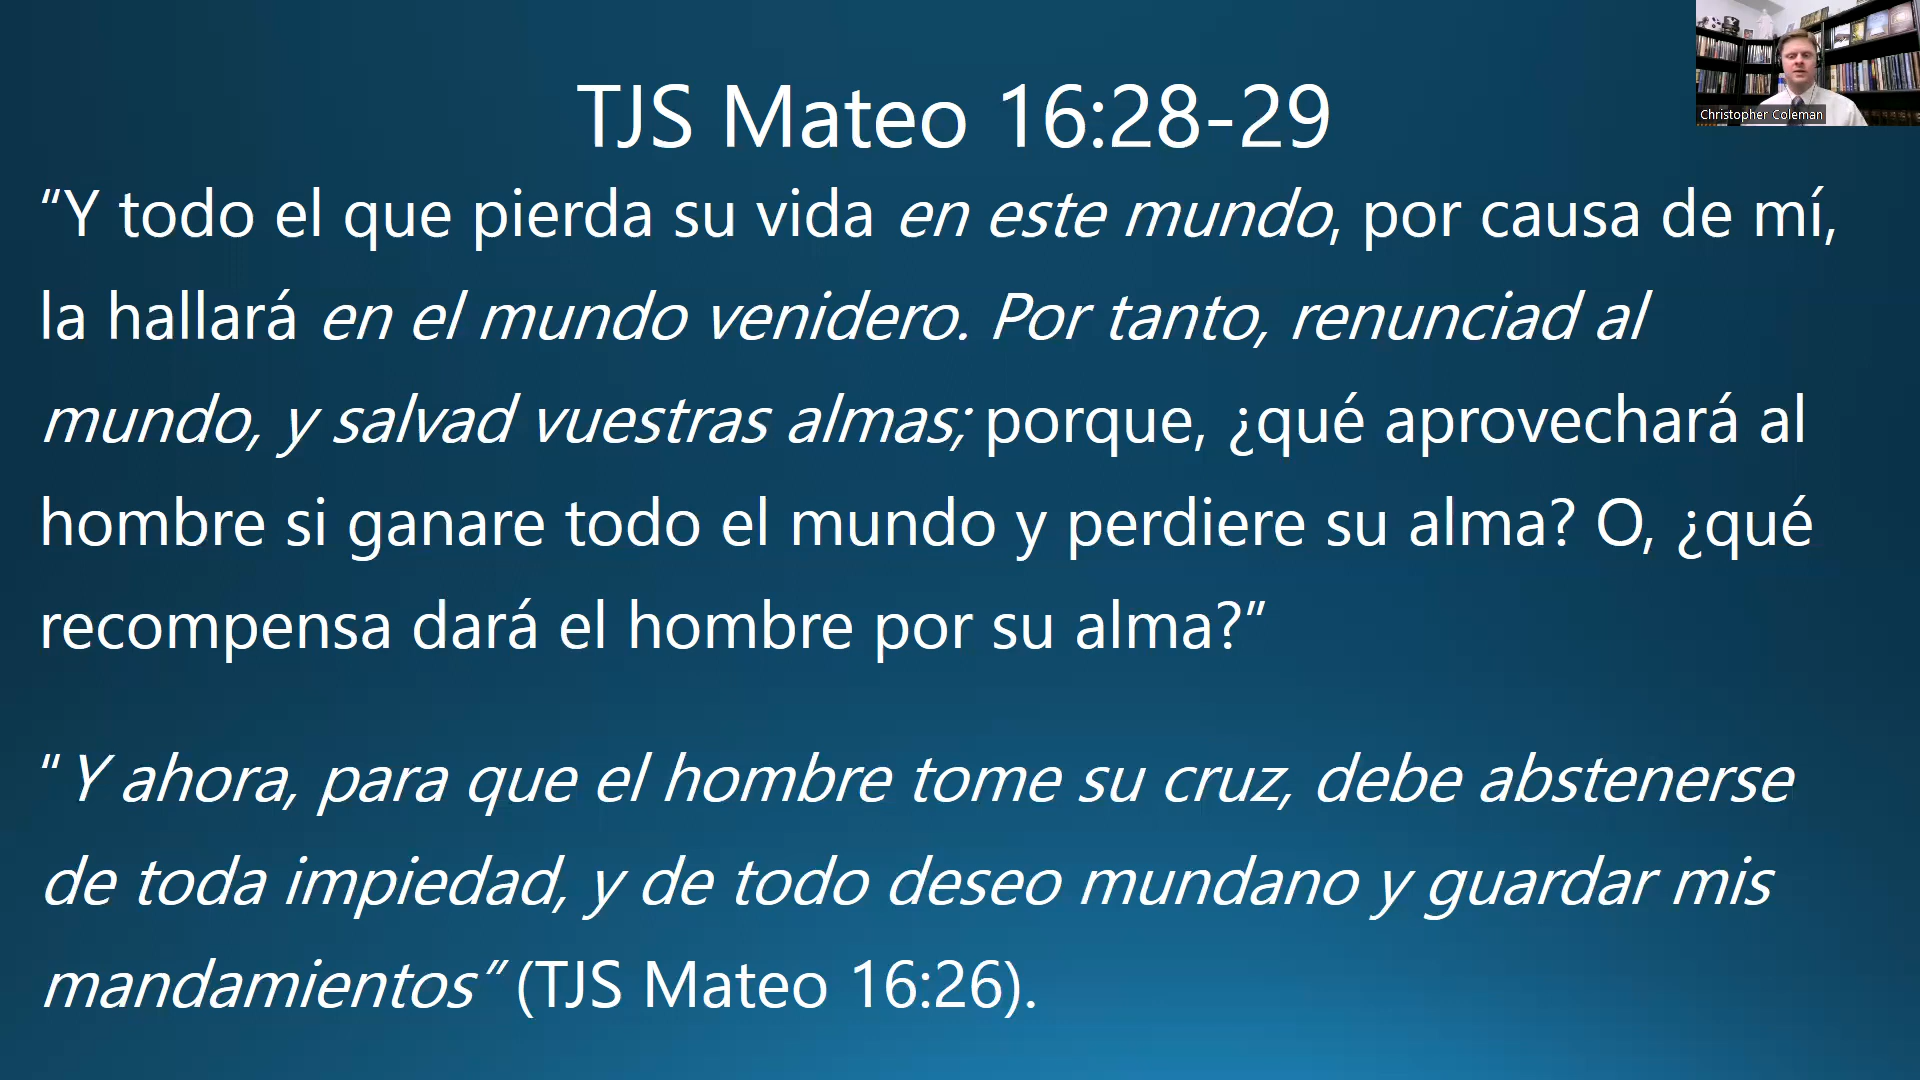 TJS Mateo 16:28-29
Christopher Coleman
“Y todo el que pierda su vida en este mundo, por causa de mí,
la hallará en el mundo venidero. Por tanto, renunciad al
mundo, y salvad vuestras almas; porque, ¿qué aprovechará al
hombre si ganare todo el mundo y perdiere su alma? O, ¿qué
recompensa dará el hombre por su alma?”
“Y ahora, para que el hombre tome su cruz, debe abstenerse
de toda impiedad, y de todo deseo mundano y guardar mis
mandamientos” (TJS Mateo 16:26).